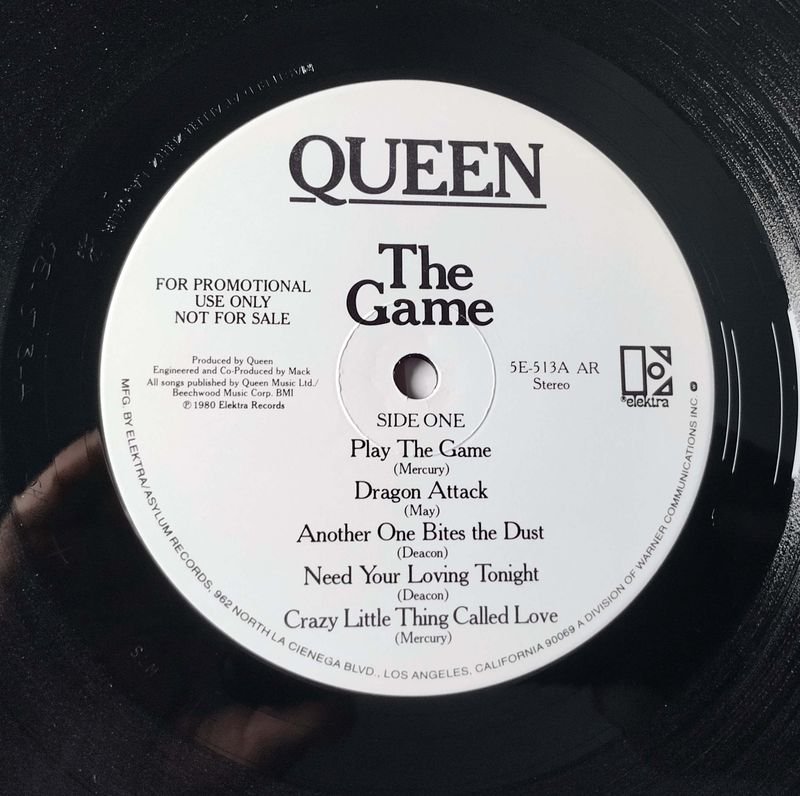 QUEEN
The
Game
FOR PROMOTIONAL
USE ONLY
NOT FOR SALE
Produced by Queen
Engineered and Co-Produced by Mack
All songs published by Queen Music Ltd./
Beechwood Music Corp. BMI
℗ 1980 Elektra Records
5E-513A AR
Stereo
®elektra
SIDE ONE
Play The Game
(Mercury)
Dragon Attack
(May)
Another One Bites the Dust
(Deacon)
Need Your Loving Tonight
(Deacon)
Crazy Little Thing Called Love
(Mercury)
MFG. BY ELEKTRA/ASYLUM RECORDS, 962 NORTH LA CIENEGA BLVD., LOS ANGELES, CALIFORNIA 90069 A DIVISION OF WARNER COMMUNICATIONS INC.
S.M